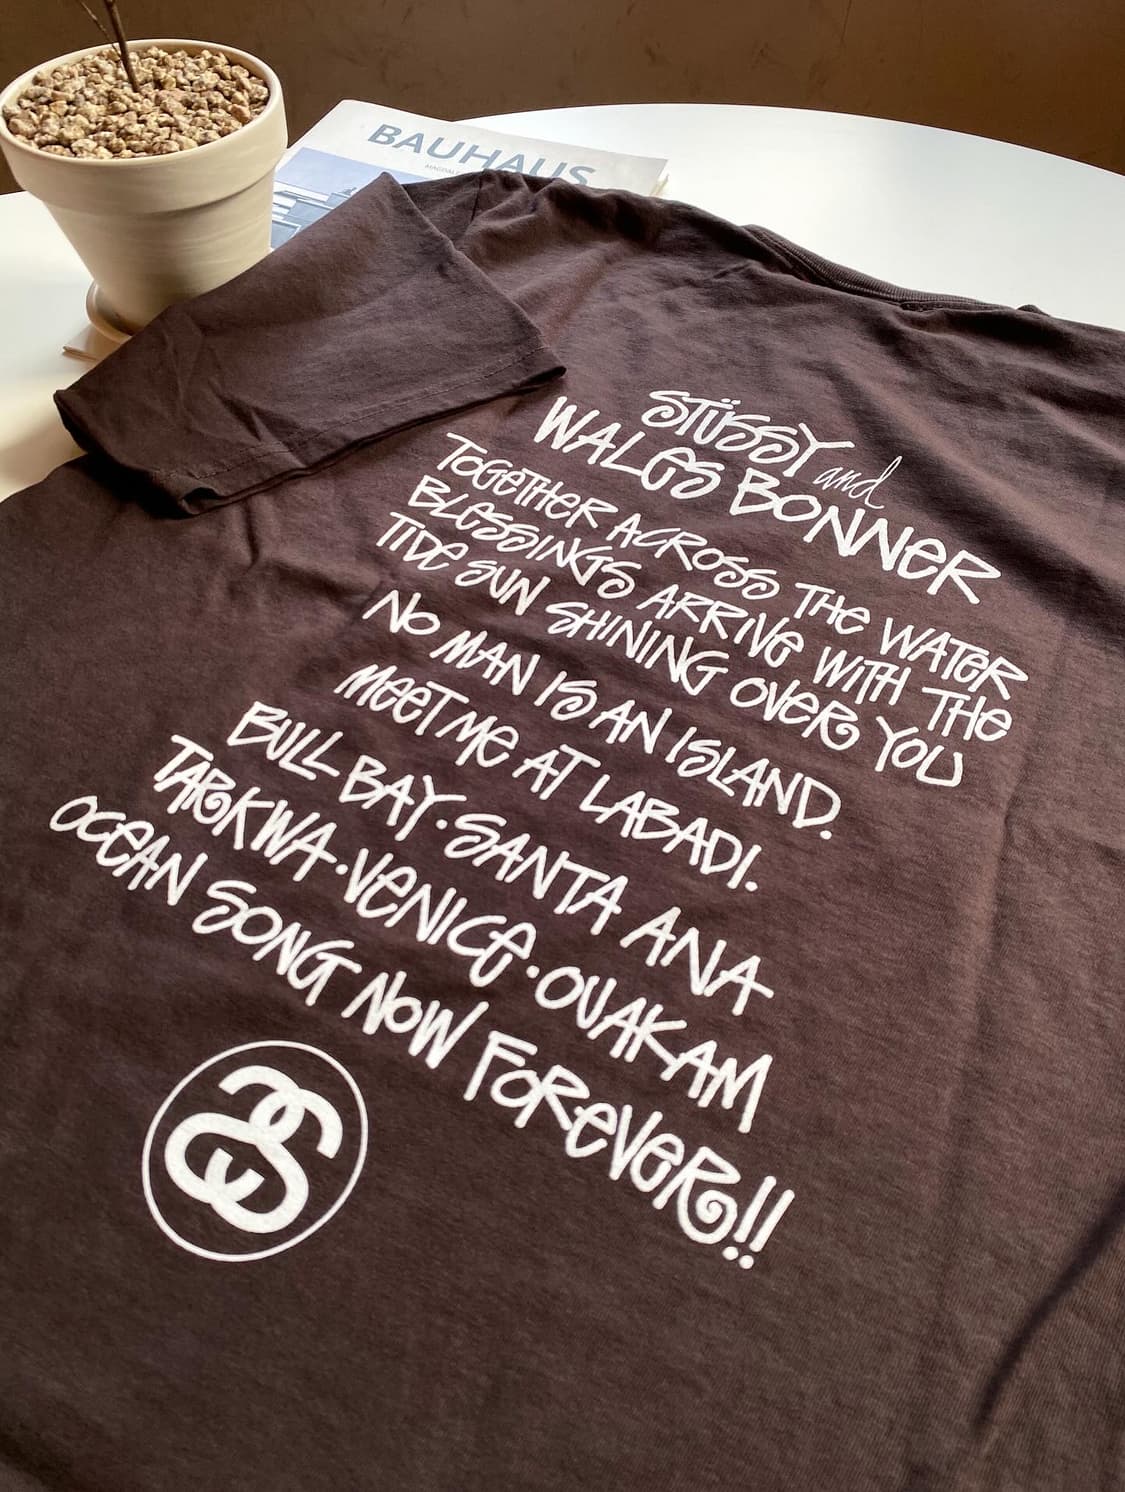 BAUHAUS
STÜSSY and
WALES BONNER
TOGETHER ACROSS THE WATER
BLESSINGS ARRIVE WITH THE
TIDE SUN SHINING OVER YOU
NO MAN IS AN ISLAND.
MEET ME AT LABADI.
BULL BAY·SANTA ANA
TARKWA·VENICE·OUAKAM
OCEAN SONG NOW FOREVER!!